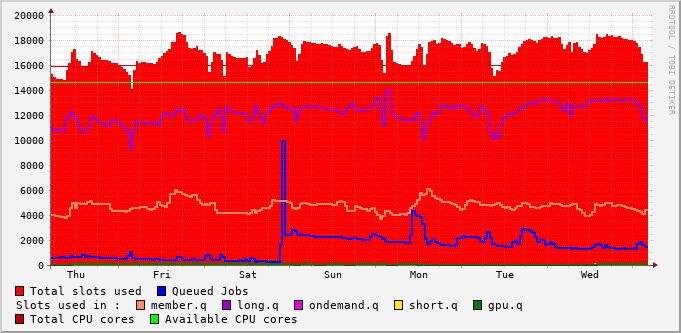 20000
18000
16000
14000
12000
10000
8000
6000
4000
2000
0
Thu Fri Sat Sun Mon Tue Wed
RRDTOOL / TOBI OETIKER
Total slots used Queued Jobs
Slots used in : member.q long.q ondemand.q short.q gpu.q
Total CPU cores Available CPU cores